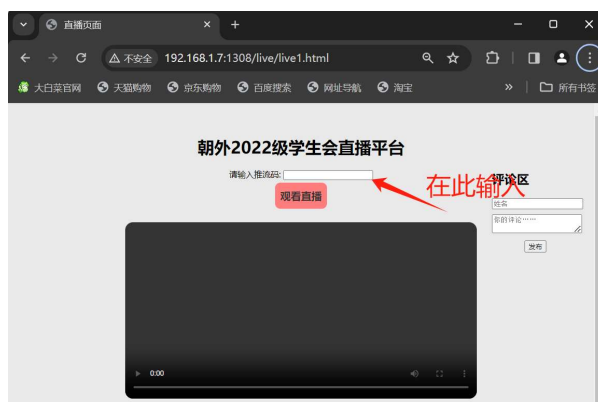 直播页面
不安全 192.168.1.7:1308/live/live1.html
大白菜官网 天猫购物 京东购物 百度搜索 网址导航 淘宝 » 所有书签
朝外2022级学生会直播平台
请输入推流码:
在此输入
观看直播
评论区
姓名
你的评论……
发布
0:00